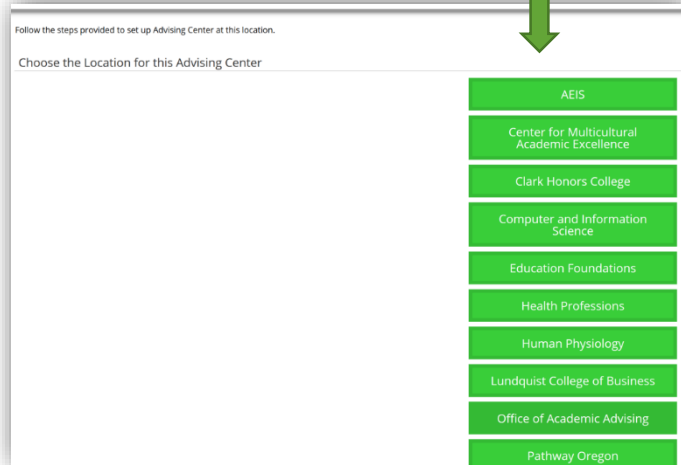 Follow the steps provided to set up Advising Center at this location.
Choose the Location for this Advising Center
AEIS
Center for Multicultural
Academic Excellence
Clark Honors College
Computer and Information
Science
Education Foundations
Health Professions
Human Physiology
Lundquist College of Business
Office of Academic Advising
Pathway Oregon